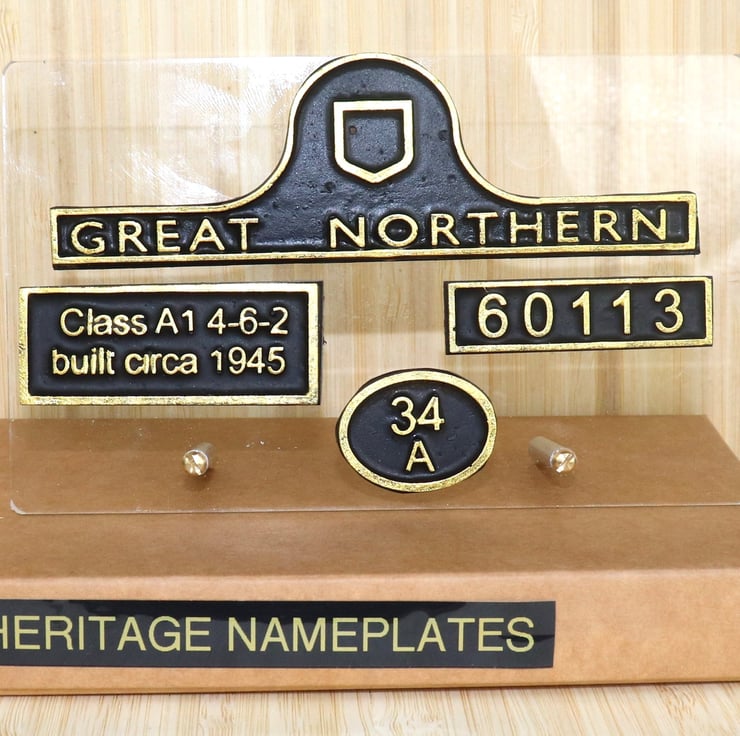 GREAT NORTHERN
Class A1 4-6-2
built circa 1945
60113
34
A
HERITAGE NAMEPLATES